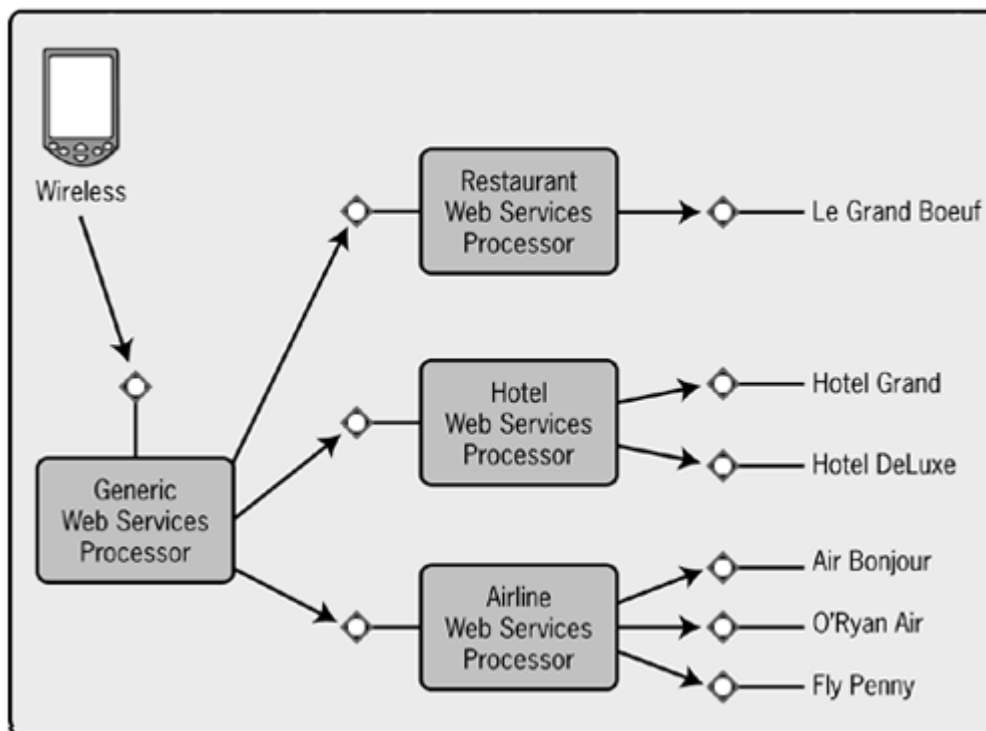 Wireless
Restaurant
Web Services
Processor
Le Grand Boeuf
Hotel
Web Services
Processor
Hotel Grand
Hotel DeLuxe
Generic
Web Services
Processor
Airline
Web Services
Processor
Air Bonjour
O'Ryan Air
Fly Penny